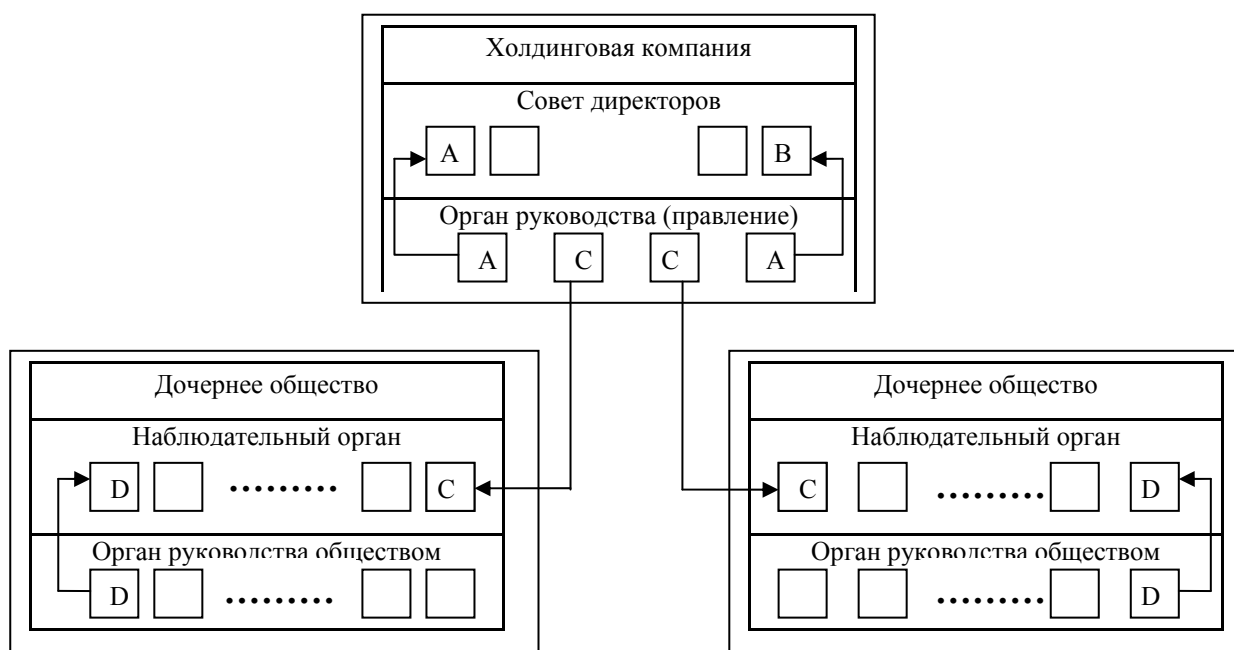 Холдинговая компания
Совет директоров
A B
Орган руководства (правление)
A C C A
Дочернее общество
Наблюдательный орган
D ......... C
Орган руководства обществом
D .........
Дочернее общество
Наблюдательный орган
C ......... D
Орган руководства обществом
......... D